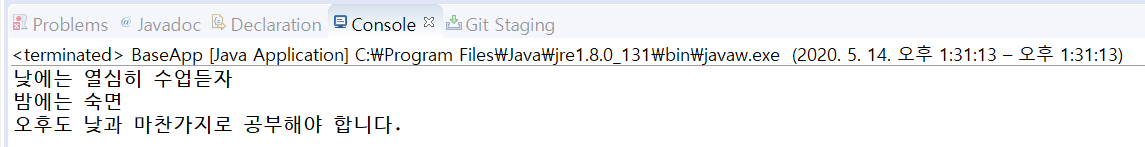 Problems @ Javadoc Declaration Console Git Staging
<terminated> BaseApp [Java Application] C:₩Program Files₩Java₩jre1.8.0_131₩bin₩javaw.exe (2020. 5. 14. 오후 1:31:13 – 오후 1:31:13)
낮에는 열심히 수업듣자
밤에는 숙면
오후도 낮과 마찬가지로 공부해야 합니다.